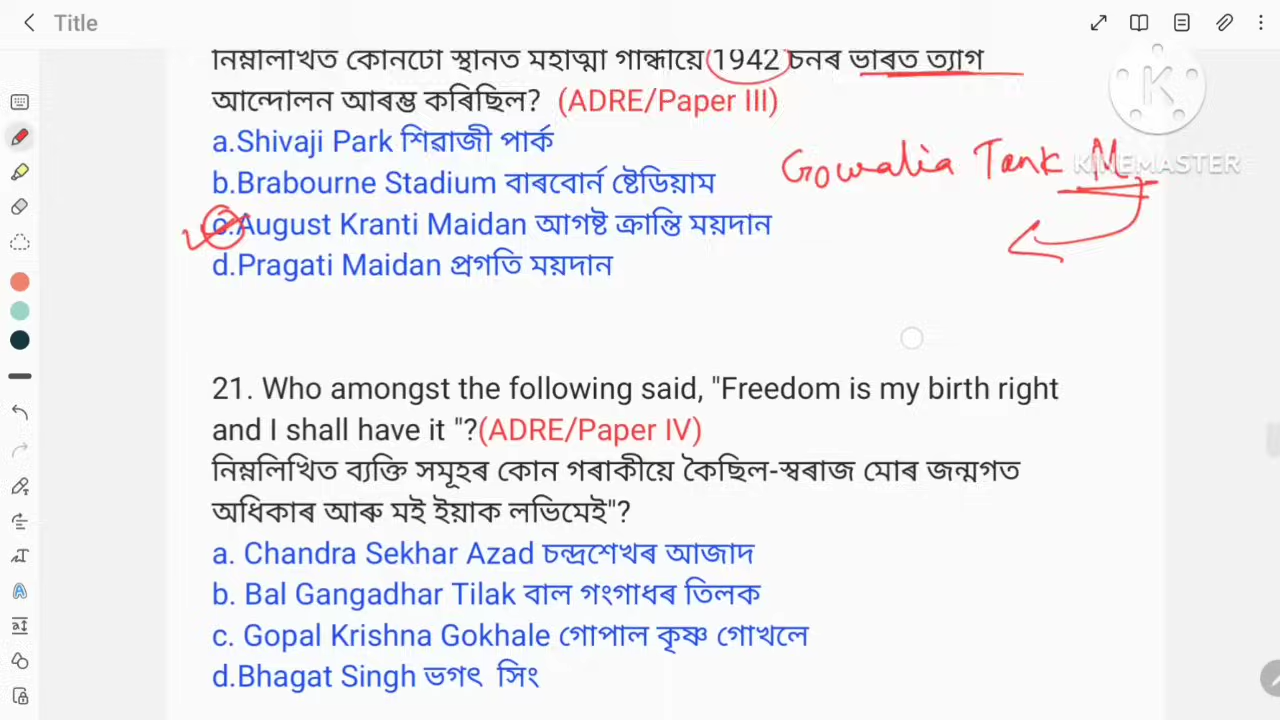 Title
নিম্নলিখিত কোনটো স্থানত মহাত্মা গান্ধীয়ে 1942 চনৰ ভাৰত ত্যাগ
আন্দোলন আৰম্ভ কৰিছিল? (ADRE/Paper III)
a.Shivaji Park শিৱাজী পাৰ্ক
b.Brabourne Stadium বাৰবোৰ্ন ষ্টেডিয়াম
c.August Kranti Maidan আগষ্ট ক্ৰান্তি ময়দান
d.Pragati Maidan প্ৰগতি ময়দান
Gowalia Tank M
K
KINEMASTER
21. Who amongst the following said, "Freedom is my birth right
and I shall have it "?(ADRE/Paper IV)
নিম্নলিখিত ব্যক্তি সমূহৰ কোন গৰাকীয়ে কৈছিল-স্বৰাজ মোৰ জন্মগত
অধিকাৰ আৰু মই ইয়াক লভিমেই"?
a. Chandra Sekhar Azad চন্দ্ৰশেখৰ আজাদ
b. Bal Gangadhar Tilak বাল গংগাধৰ তিলক
c. Gopal Krishna Gokhale গোপাল কৃষ্ণ গোখলে
d.Bhagat Singh ভগৎ সিং